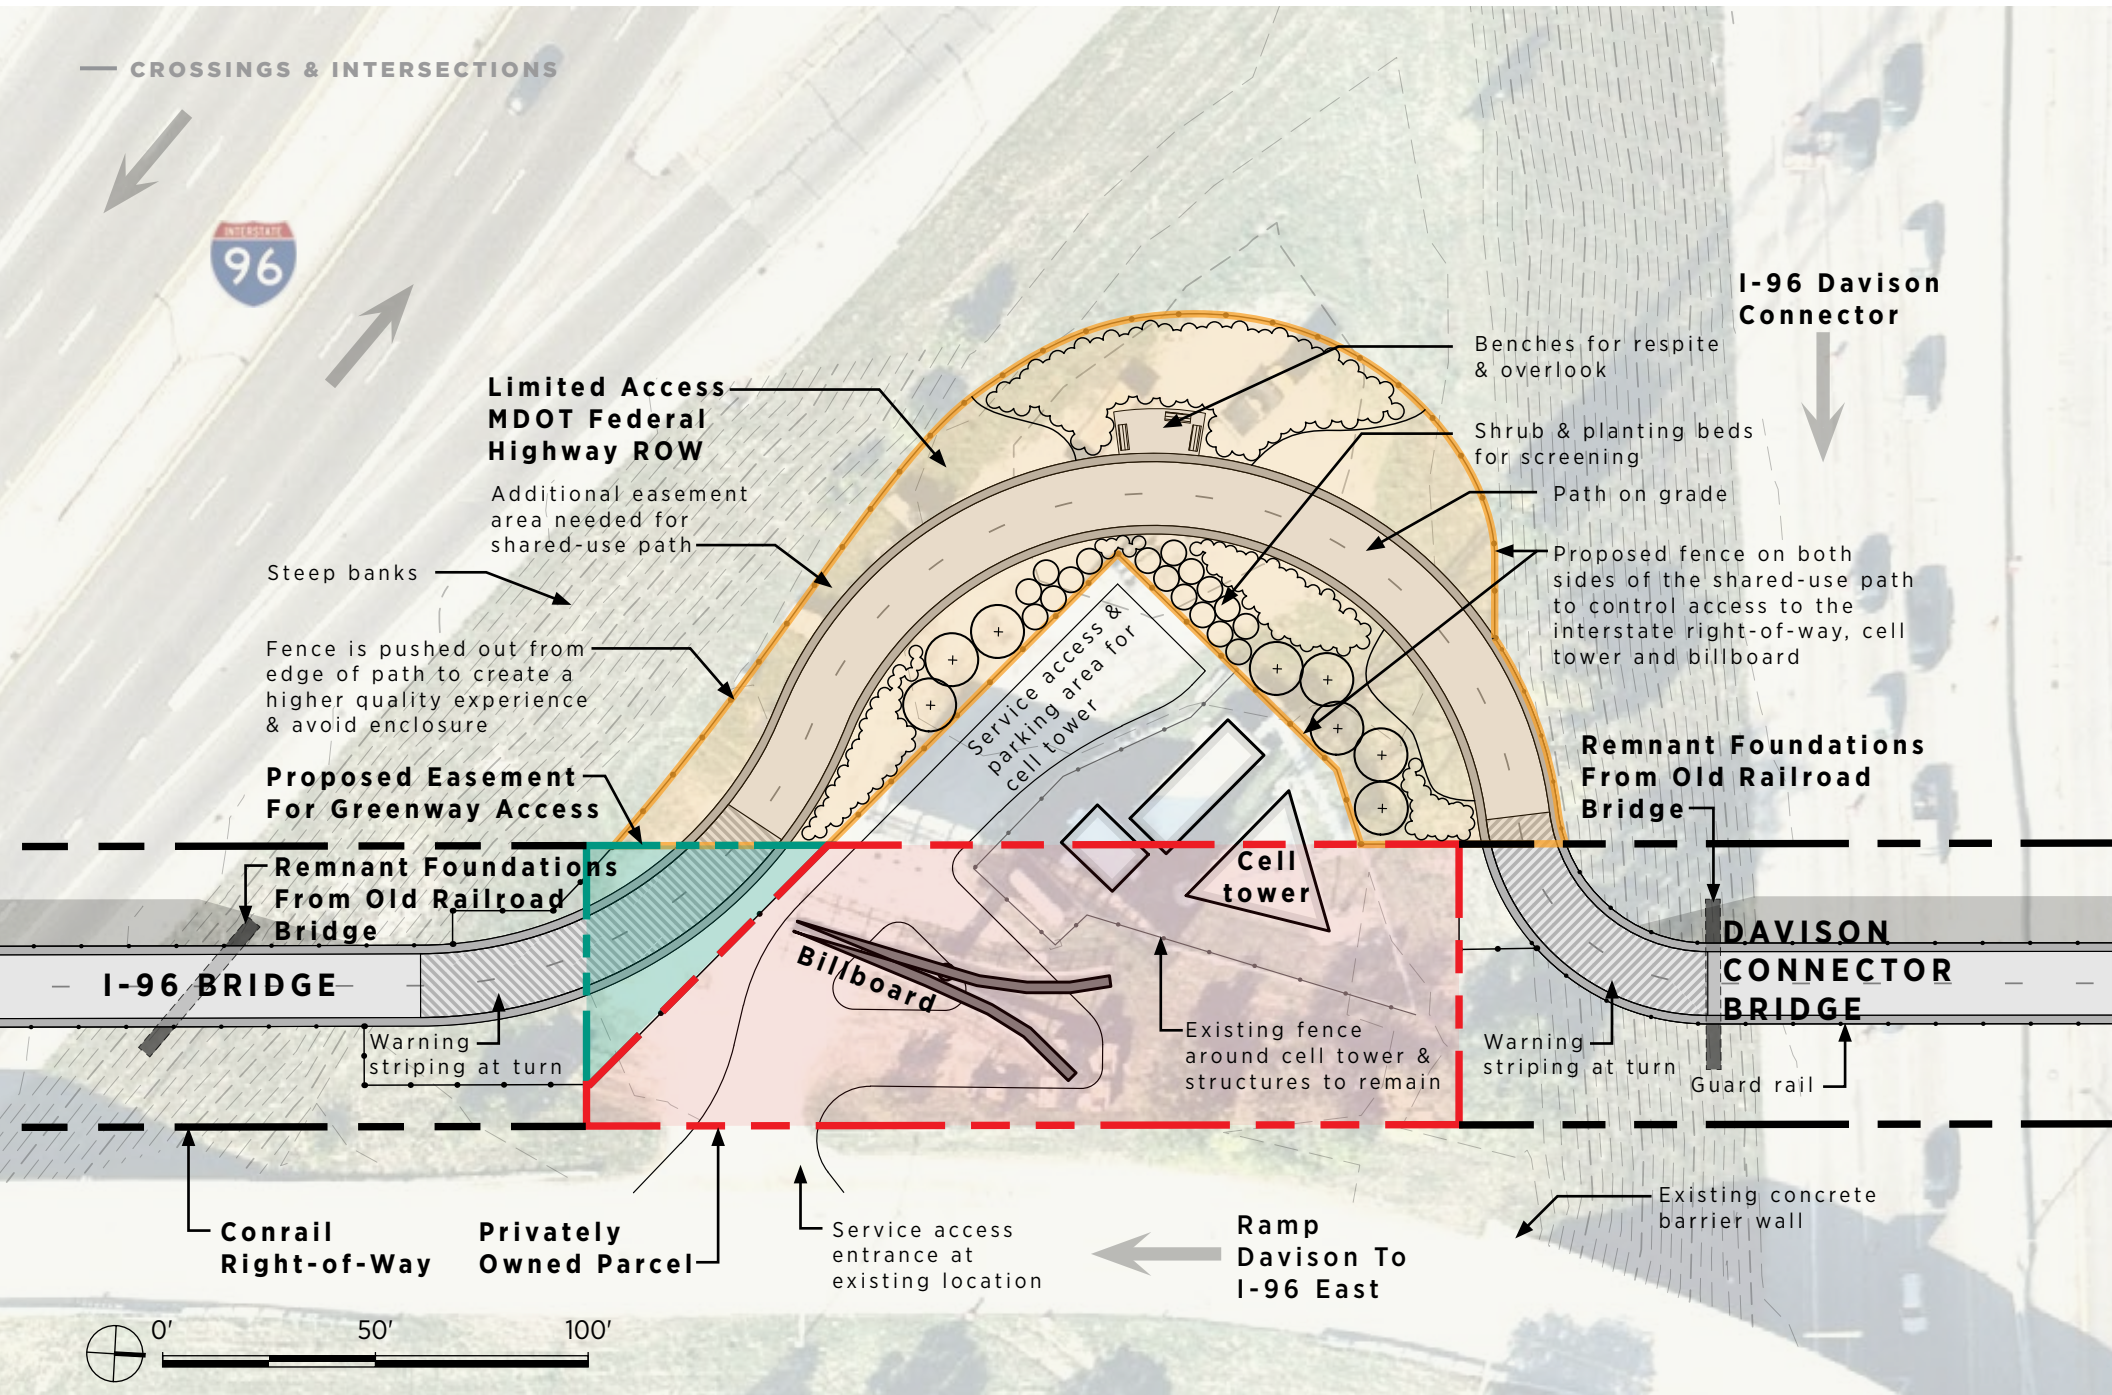 CROSSINGS & INTERSECTIONS
INTERSTATE
96
I-96 Davison
Connector
Benches for respite
& overlook
Limited Access
MDOT Federal
Highway ROW
Shrub & planting beds
for screening
Additional easement
area needed for
shared-use path
Path on grade
Steep banks
Proposed fence on both
sides of the shared-use path
to control access to the
interstate right-of-way, cell
tower and billboard
Fence is pushed out from
edge of path to create a
higher quality experience
& avoid enclosure
Service access &
parking area for
cell tower
Proposed Easement
For Greenway Access
Remnant Foundations
From Old Railroad
Bridge
Remnant Foundations
From Old Railroad
Bridge
Cell
tower
Billboard
I-96 BRIDGE
DAVISON
CONNECTOR
BRIDGE
Warning
striping at turn
Existing fence
around cell tower &
structures to remain
Warning
striping at turn
Guard rail
Conrail
Right-of-Way
Privately
Owned Parcel
Service access
entrance at
existing location
Ramp
Davison To
I-96 East
Existing concrete
barrier wall
0' 50' 100'